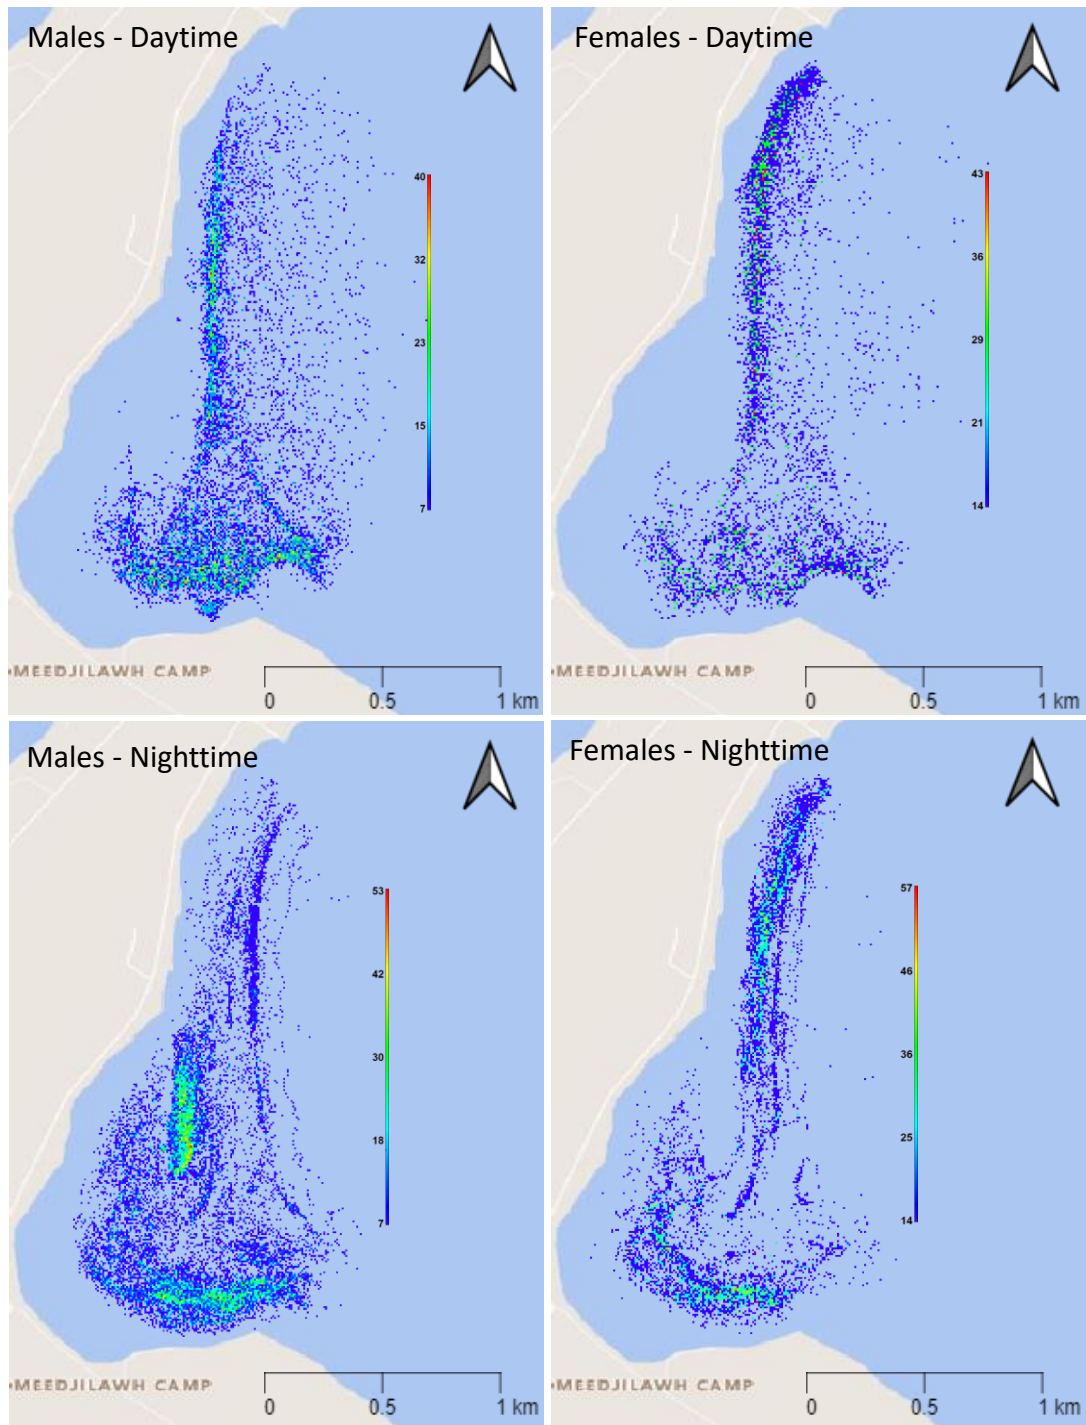 Males - Daytime
40
32
23
15
7
•MEEDJILAWH CAMP
0 0.5 1 km
Females - Daytime
43
36
29
21
14
•MEEDJILAWH CAMP
0 0.5 1 km
Males - Nighttime
53
42
30
18
7
•MEEDJILAWH CAMP
0 0.5 1 km
Females - Nighttime
57
46
36
25
14
•MEEDJILAWH CAMP
0 0.5 1 km